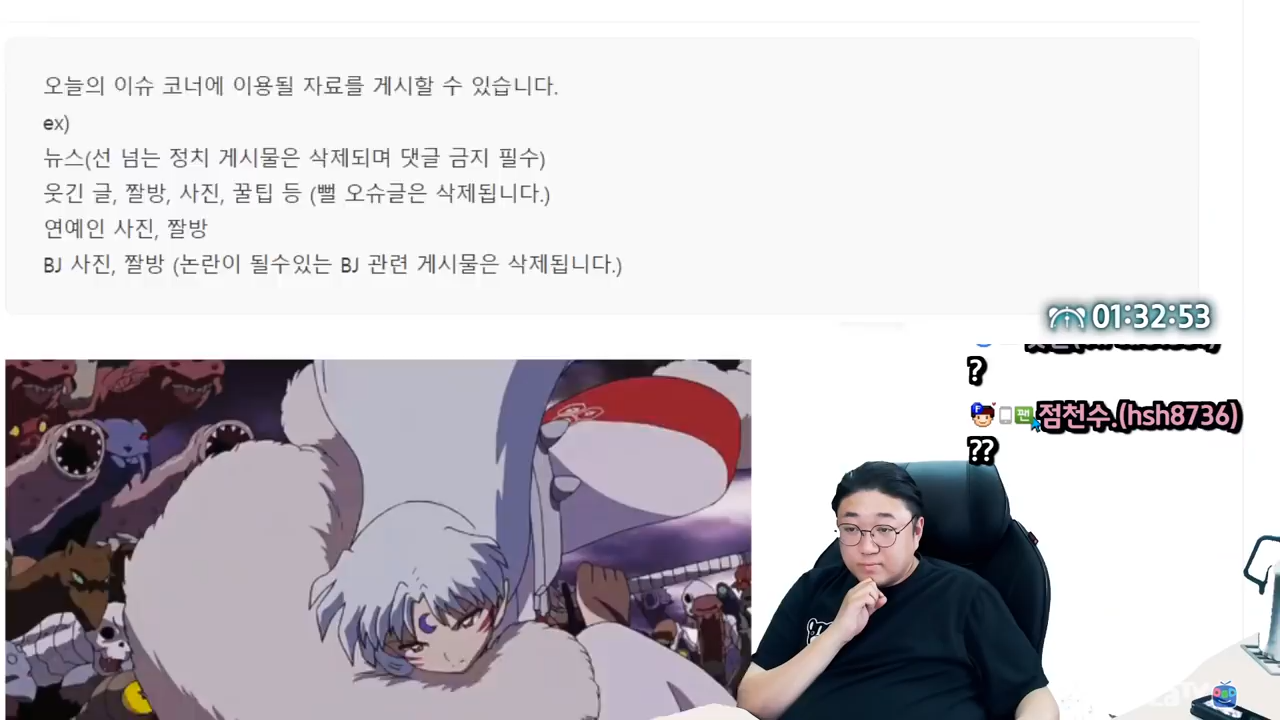 오늘의 이슈 코너에 이용될 자료를 게시할 수 있습니다.
ex)
뉴스(선 넘는 정치 게시물은 삭제되며 댓글 금지 필수)
웃긴 글, 짤방, 사진, 꿀팁 등 (뻘 오슈글은 삭제됩니다.)
연예인 사진, 짤방
BJ 사진, 짤방 (논란이 될수있는 BJ 관련 게시물은 삭제됩니다.)
01:32:53
?
팬 점천수.(hsh8736)
??